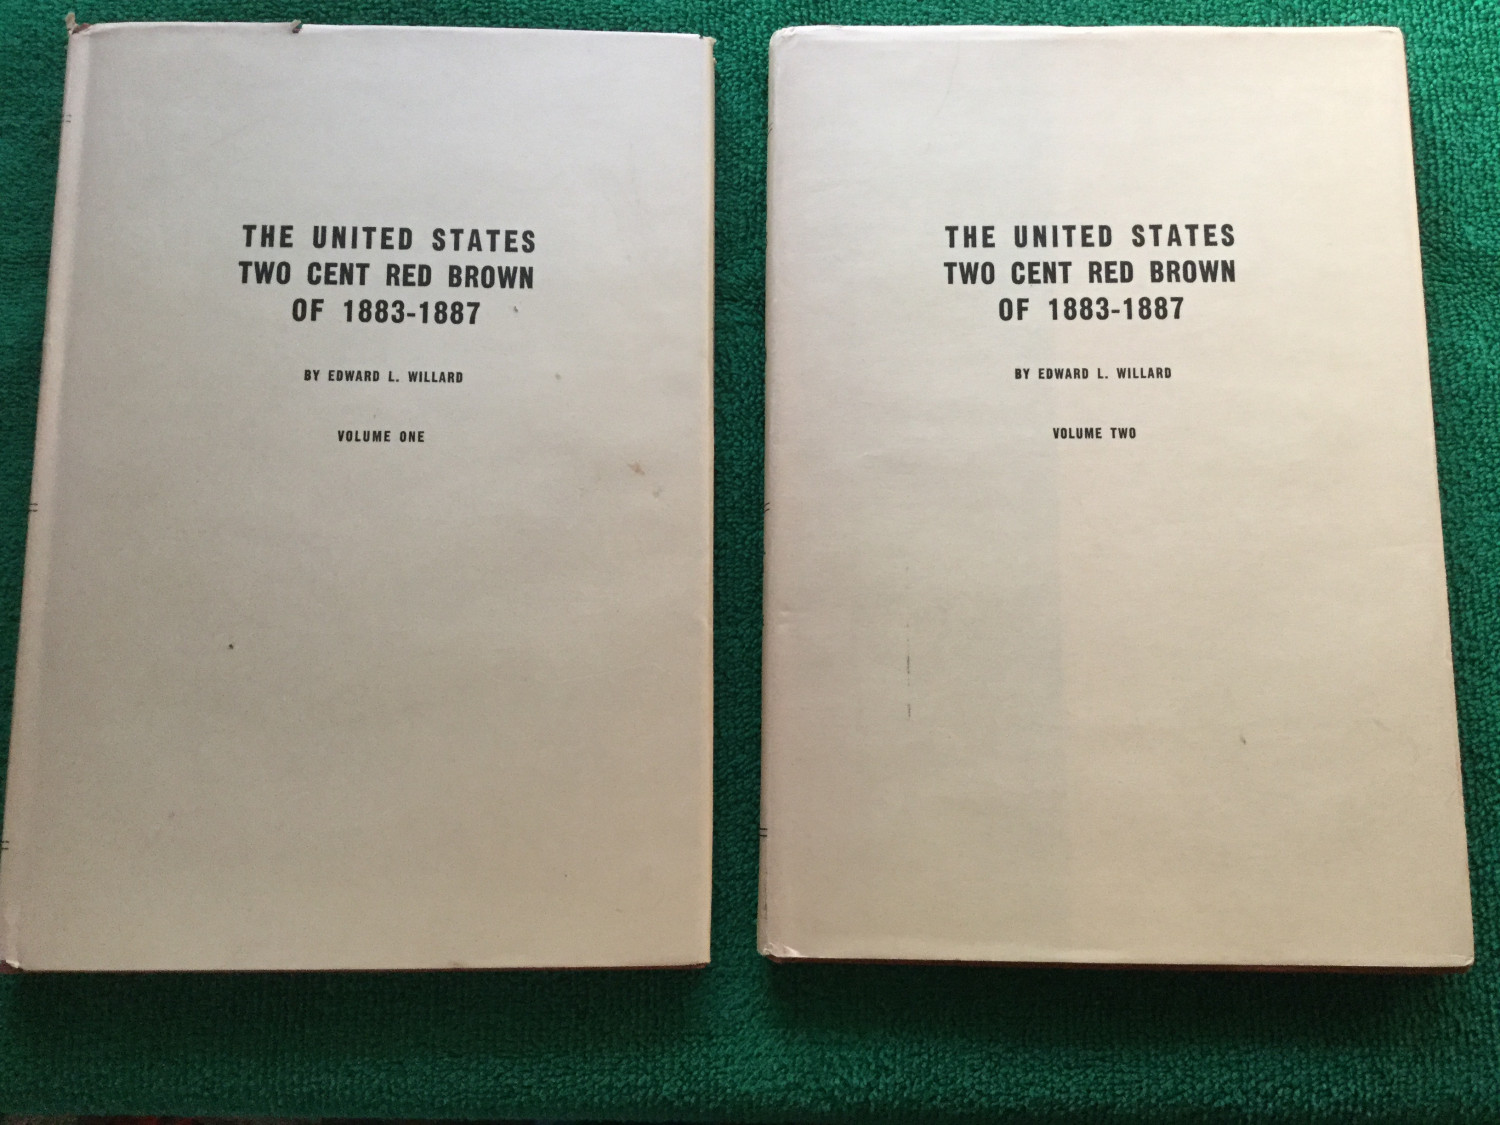 THE UNITED STATES
TWO CENT RED BROWN
OF 1883-1887
BY EDWARD L. WILLARD
VOLUME ONE
THE UNITED STATES
TWO CENT RED BROWN
OF 1883-1887
BY EDWARD L. WILLARD
VOLUME TWO